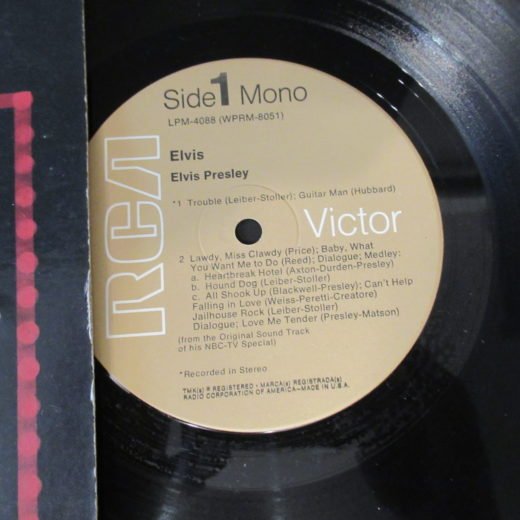 Side 1 Mono
LPM-4088 (WPRM-8051)
Elvis
Elvis Presley
*1 Trouble (Leiber-Stoller); Guitar Man (Hubbard)
RCA
Victor
2 Lawdy, Miss Clawdy (Price); Baby, What
You Want Me to Do (Reed); Dialogue; Medley:
a. Heartbreak Hotel (Axton-Durden-Presley)
b. Hound Dog (Leiber-Stoller)
c. All Shook Up (Blackwell-Presley); Can't Help
Falling in Love (Weiss-Peretti-Creatore)
Jailhouse Rock (Leiber-Stoller)
Dialogue; Love Me Tender (Presley-Matson)
(from the Original Sound Track
of his NBC-TV Special)
*Recorded in Stereo
TMK(s) ® REGISTERED • MARCA(s) REGISTRADA(s)
RADIO CORPORATION OF AMERICA—MADE IN U.S.A.